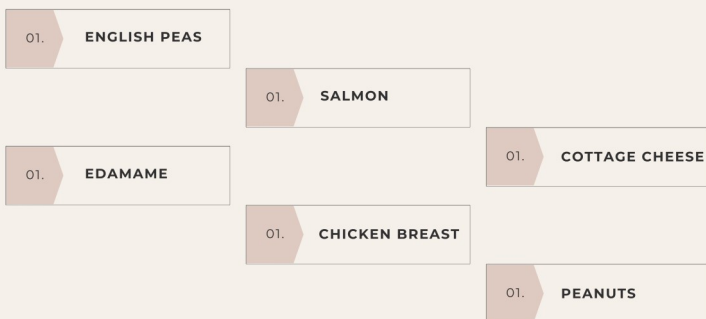 01. ENGLISH PEAS
01. SALMON
01. COTTAGE CHEESE
01. EDAMAME
01. CHICKEN BREAST
01. PEANUTS